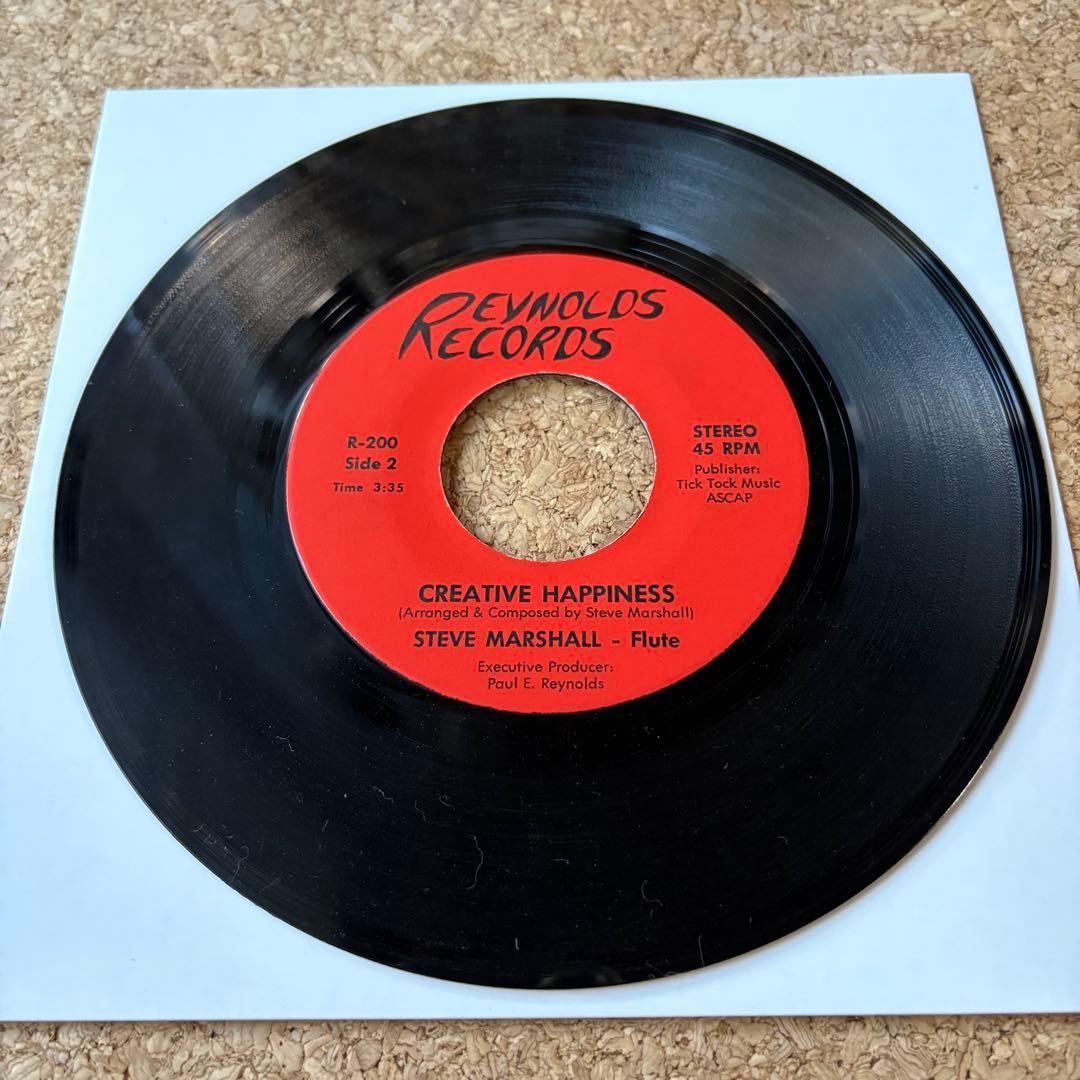 REYNOLDS
RECORDS
R-200
Side 2
Time 3:35
STEREO
45 RPM
Publisher:
Tick Tock Music
ASCAP
CREATIVE HAPPINESS
(Arranged & Composed by Steve Marshall)
STEVE MARSHALL - Flute
Executive Producer:
Paul E. Reynolds